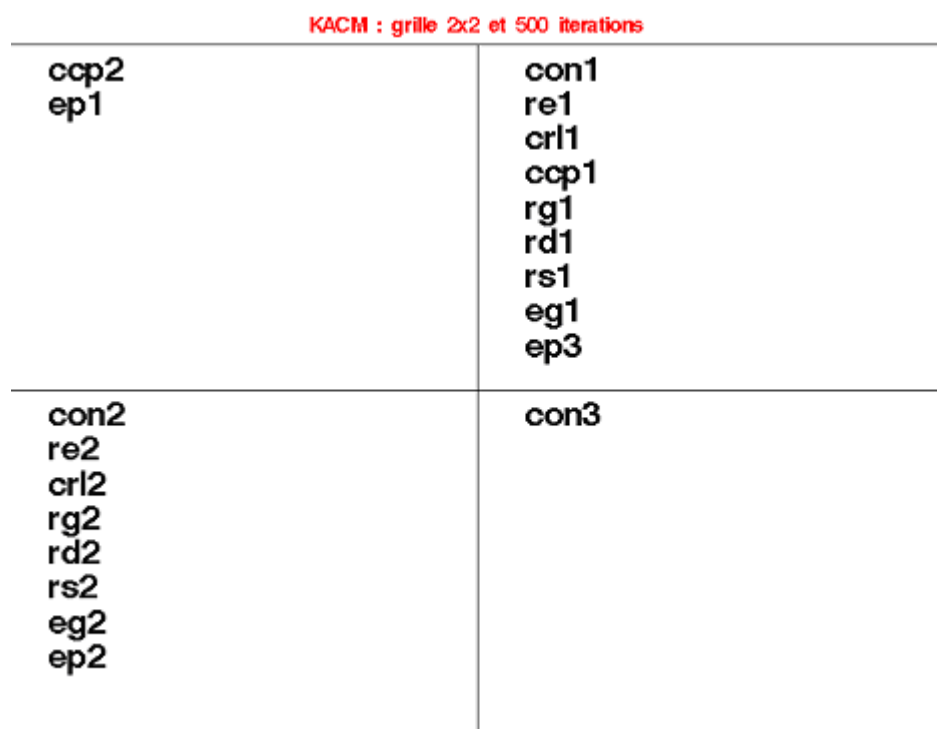 KACM : grille 2x2 et 500 iterations
ccp2
ep1
con1
re1
crl1
ccp1
rg1
rd1
rs1
eg1
ep3
con2
re2
crl2
rg2
rd2
rs2
eg2
ep2
con3